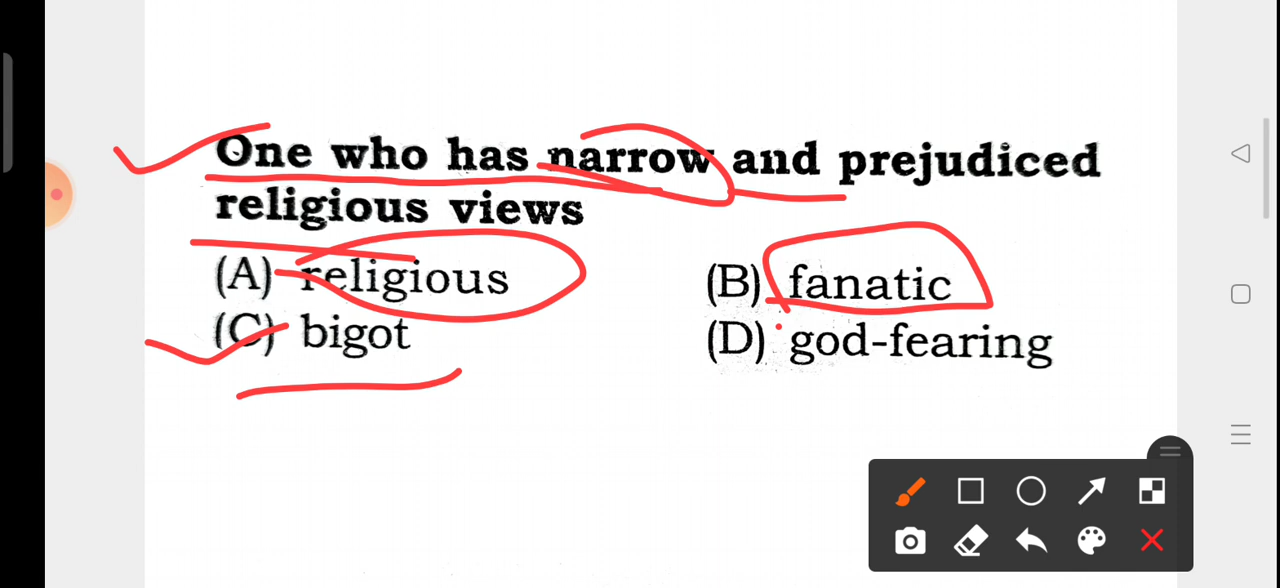 One who has narrow and prejudiced
religious views
(A) religious (B) fanatic
(C) bigot (D) god-fearing